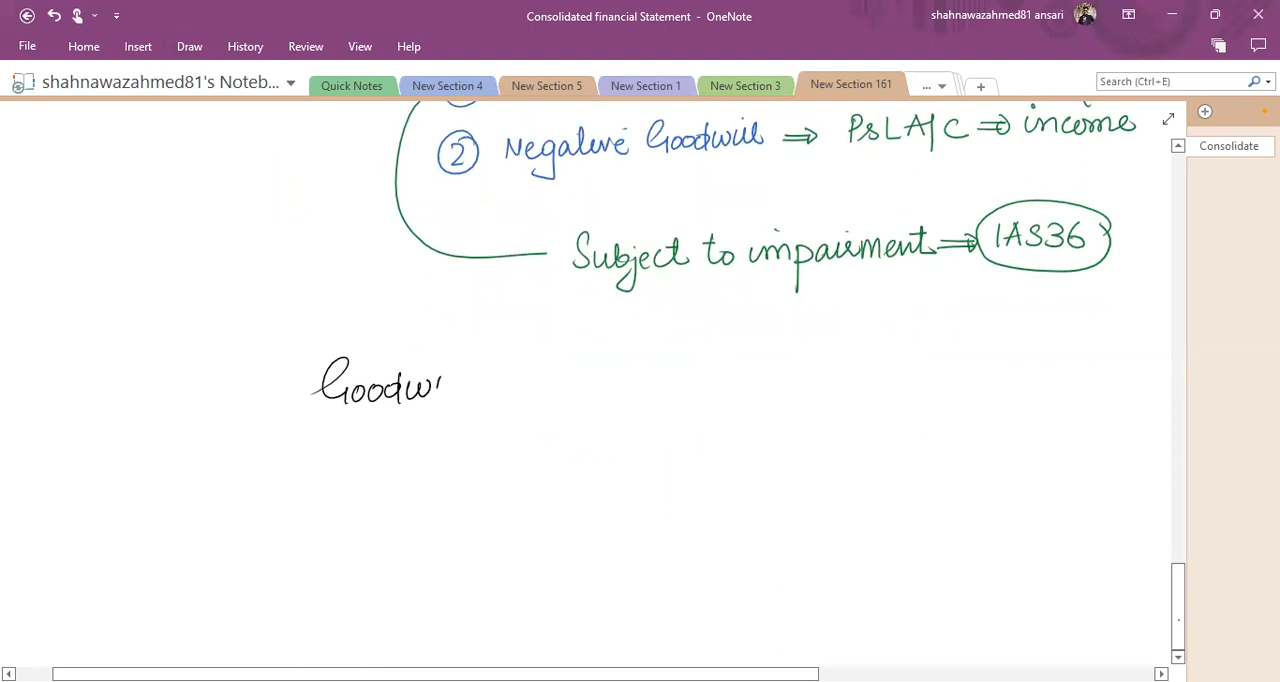 Consolidated financial Statement - OneNote
shahnawazahmed81 ansari
File Home Insert Draw History Review View Help
shahnawazahmed81's Noteb... Quick Notes New Section 4 New Section 5 New Section 1 New Section 3 New Section 161 ... + Search (Ctrl+E)
Consolidate
② Negative Goodwill ⇒ P&L A/C ⇒ income
Subject to impairment ⇒ IAS36
Goodwi